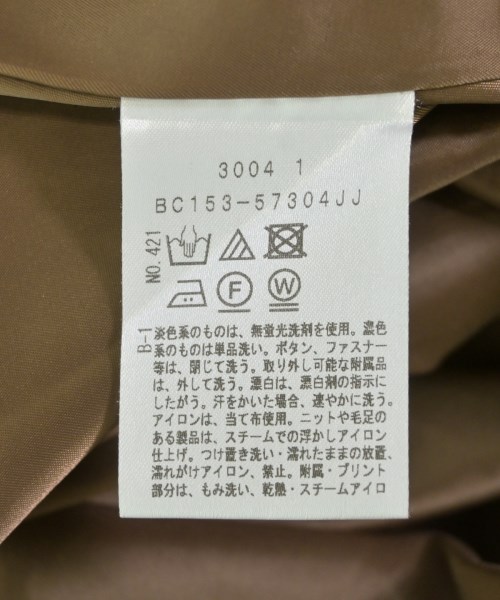 3004 1
BC153-57304JJ
NO.421
F
W
B-1
淡色系のものは、無蛍光洗剤を使用。濃色
系のものは単品洗い。ボタン、ファスナー
等は、閉じて洗う。取り外し可能な附属品
は、外して洗う。漂白は、漂白剤の指示に
したがう。汗をかいた場合、速やかに洗う。
アイロンは、当て布使用。ニットや毛足の
ある製品は、スチームでの浮かしアイロン
仕上げ。つけ置き洗い・濡れたままの放置、
濡れがけアイロン、禁止。附属・プリント
部分は、もみ洗い、乾熱・スチームアイロ